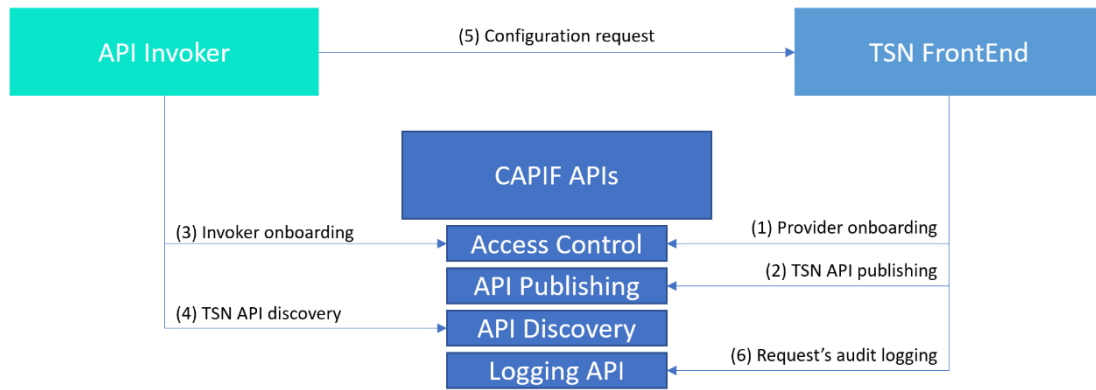 API Invoker
(5) Configuration request
TSN FrontEnd
CAPIF APIs
(3) Invoker onboarding
Access Control
(1) Provider onboarding
API Publishing
(2) TSN API publishing
(4) TSN API discovery
API Discovery
Logging API
(6) Request's audit logging